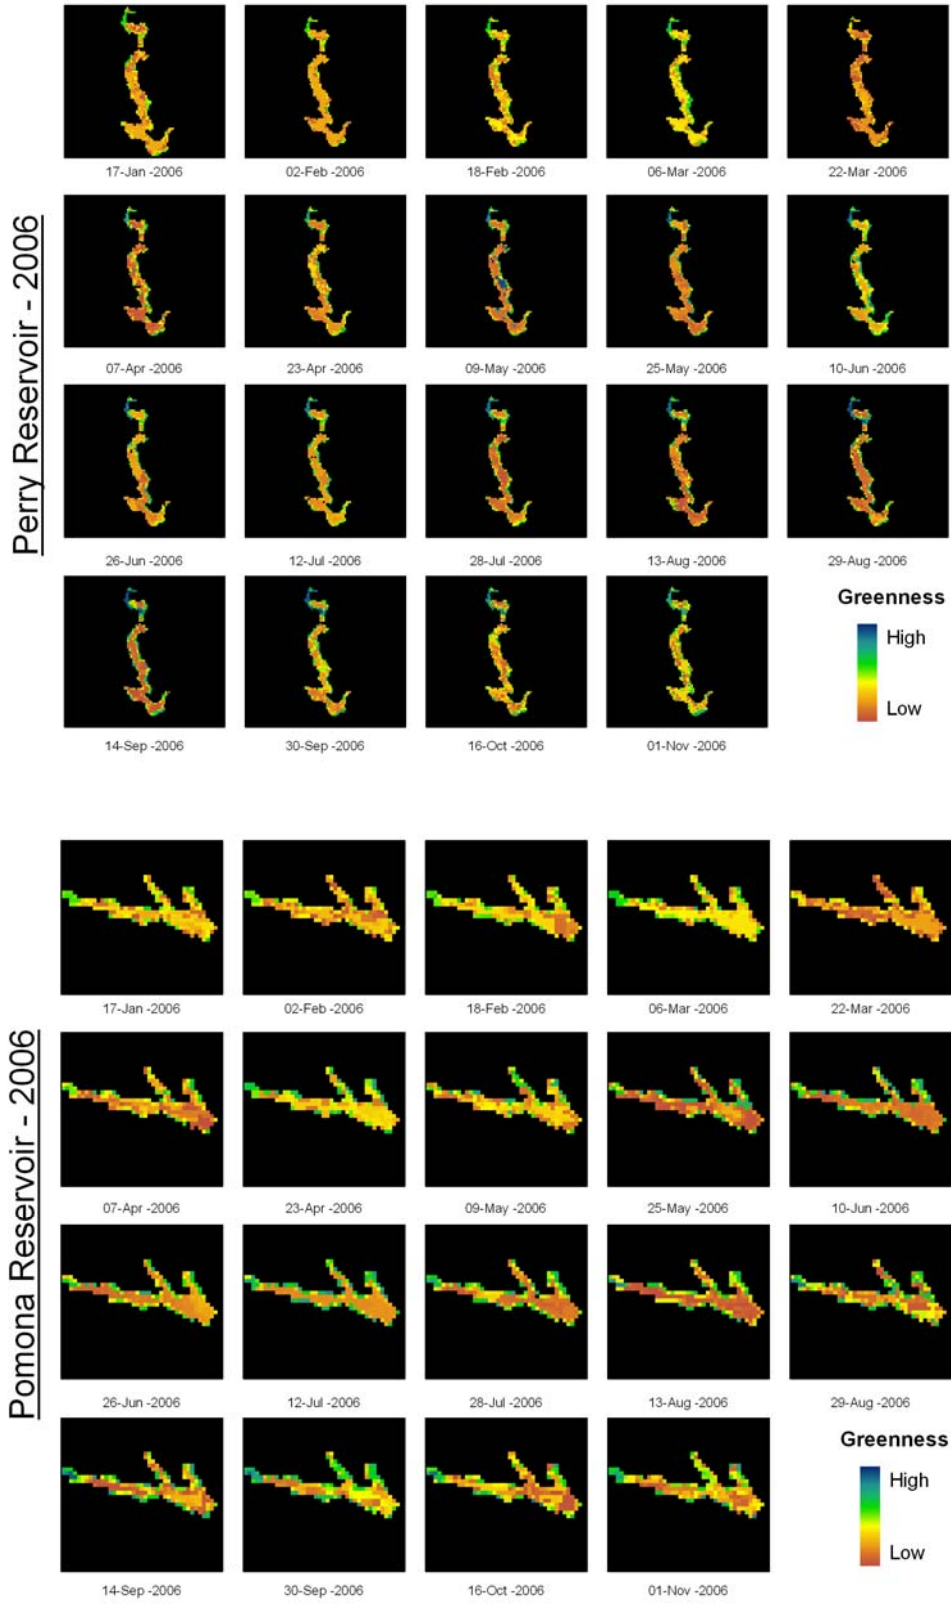 Perry Reservoir - 2006
17-Jan -2006
02-Feb -2006
18-Feb -2006
06-Mar -2006
22-Mar -2006
07-Apr -2006
23-Apr -2006
09-May -2006
25-May -2006
10-Jun -2006
26-Jun -2006
12-Jul -2006
28-Jul -2006
13-Aug -2006
29-Aug -2006
14-Sep -2006
30-Sep -2006
16-Oct -2006
01-Nov -2006
Greenness
High
Low
Pomona Reservoir - 2006
17-Jan -2006
02-Feb -2006
18-Feb -2006
06-Mar -2006
22-Mar -2006
07-Apr -2006
23-Apr -2006
09-May -2006
25-May -2006
10-Jun -2006
26-Jun -2006
12-Jul -2006
28-Jul -2006
13-Aug -2006
29-Aug -2006
14-Sep -2006
30-Sep -2006
16-Oct -2006
01-Nov -2006
Greenness
High
Low